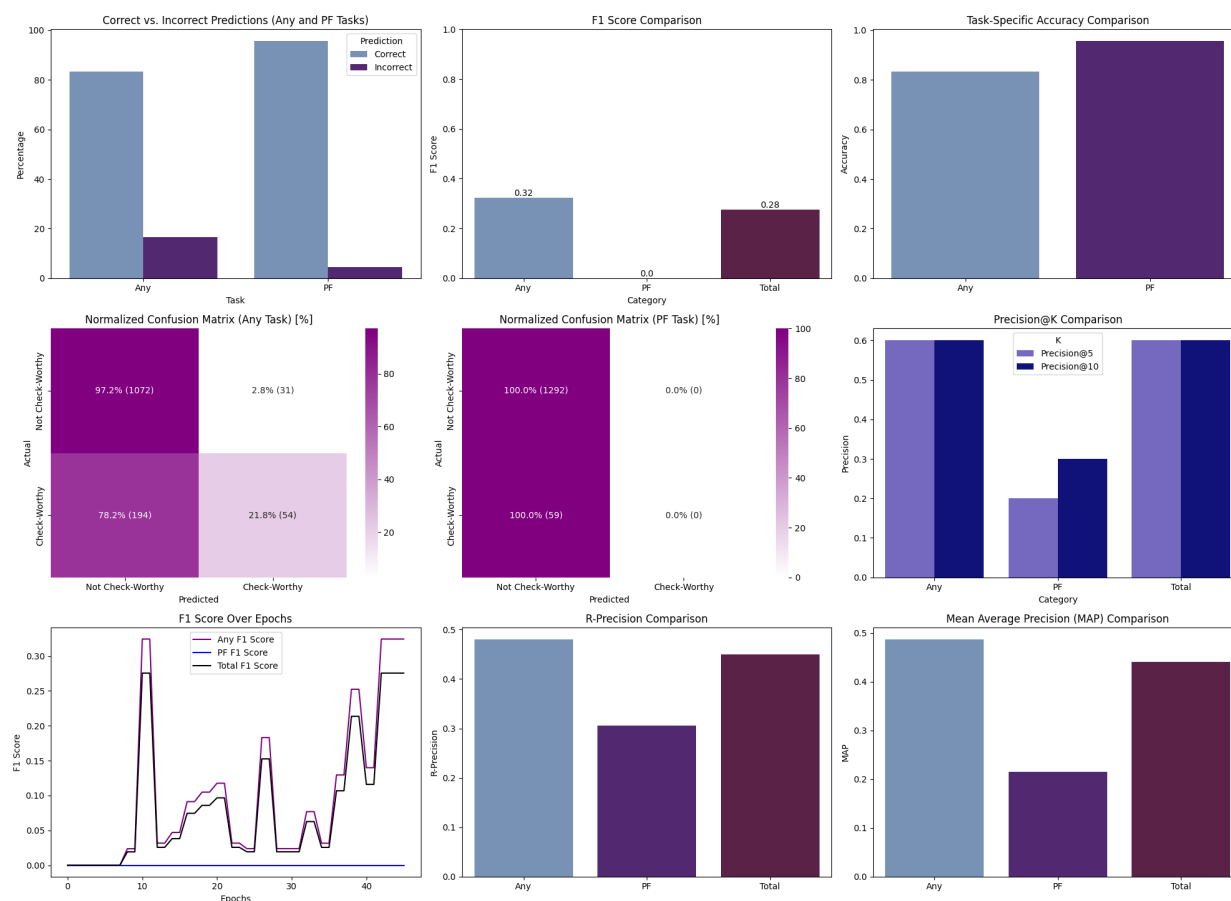 Correct vs. Incorrect Predictions (Any and PF Tasks)
Percentage
100
80
60
40
20
0
Prediction
Correct
Incorrect
Any
PF
Task
F1 Score Comparison
F1 Score
1.0
0.8
0.6
0.4
0.2
0.0
0.32
0.0
0.28
Any
PF
Total
Category
Task-Specific Accuracy Comparison
Accuracy
1.0
0.8
0.6
0.4
0.2
0.0
Any
PF
Normalized Confusion Matrix (Any Task) [%]
Actual
Not Check-Worthy
Check-Worthy
97.2% (1072)
2.8% (31)
78.2% (194)
21.8% (54)
Not Check-Worthy
Check-Worthy
Predicted
80
60
40
20
Normalized Confusion Matrix (PF Task) [%]
Actual
Not Check-Worthy
Check-Worthy
100.0% (1292)
0.0% (0)
100.0% (59)
0.0% (0)
Not Check-Worthy
Check-Worthy
Predicted
100
80
60
40
20
0
Precision@K Comparison
Precision
0.6
0.5
0.4
0.3
0.2
0.1
0.0
K
Precision@5
Precision@10
Any
PF
Total
Category
F1 Score Over Epochs
F1 Score
0.30
0.25
0.20
0.15
0.10
0.05
0.00
Any F1 Score
PF F1 Score
Total F1 Score
0
10
20
30
40
Epochs
R-Precision Comparison
R-Precision
0.5
0.4
0.3
0.2
0.1
0.0
Any
PF
Total
Mean Average Precision (MAP) Comparison
MAP
0.5
0.4
0.3
0.2
0.1
0.0
Any
PF
Total